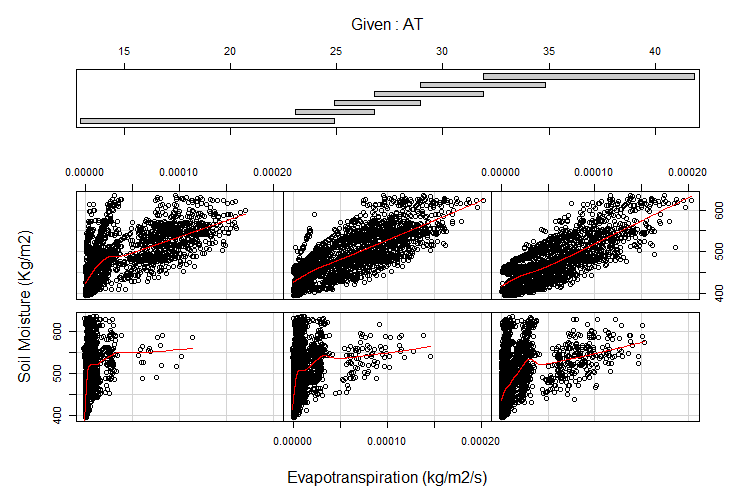 Given : AT
15 20 25 30 35 40
0.00000 0.00010 0.00020 0.00000 0.00010 0.00020
600
500
400
Soil Moisture (Kg/m2)
600
500
400
0.00000 0.00010 0.00020
Evapotranspiration (kg/m2/s)